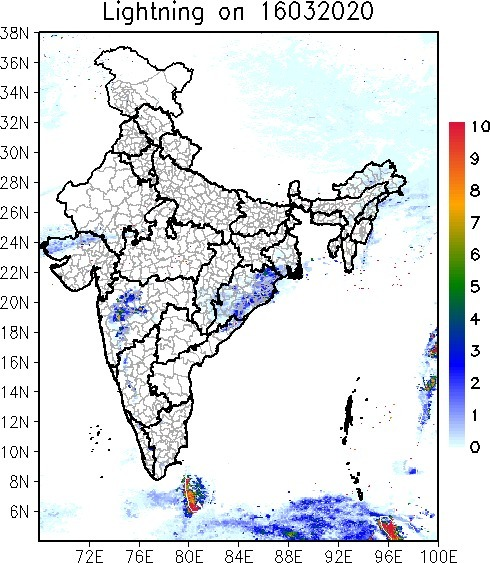 Lightning on 16032020
38N
36N
34N
32N
30N
28N
26N
24N
22N
20N
18N
16N
14N
12N
10N
8N
6N
72E 76E 80E 84E 88E 92E 96E 100E
10
9
8
7
6
5
4
3
2
1
0